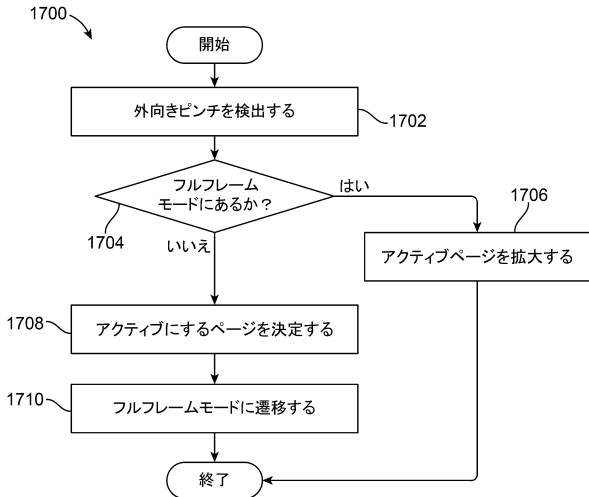 1700
開始
外向きピンチを検出する
1702
フルフレーム
モードにあるか？
はい
1704
いいえ
1706
アクティブページを拡大する
1708
アクティブにするページを決定する
1710
フルフレームモードに遷移する
終了